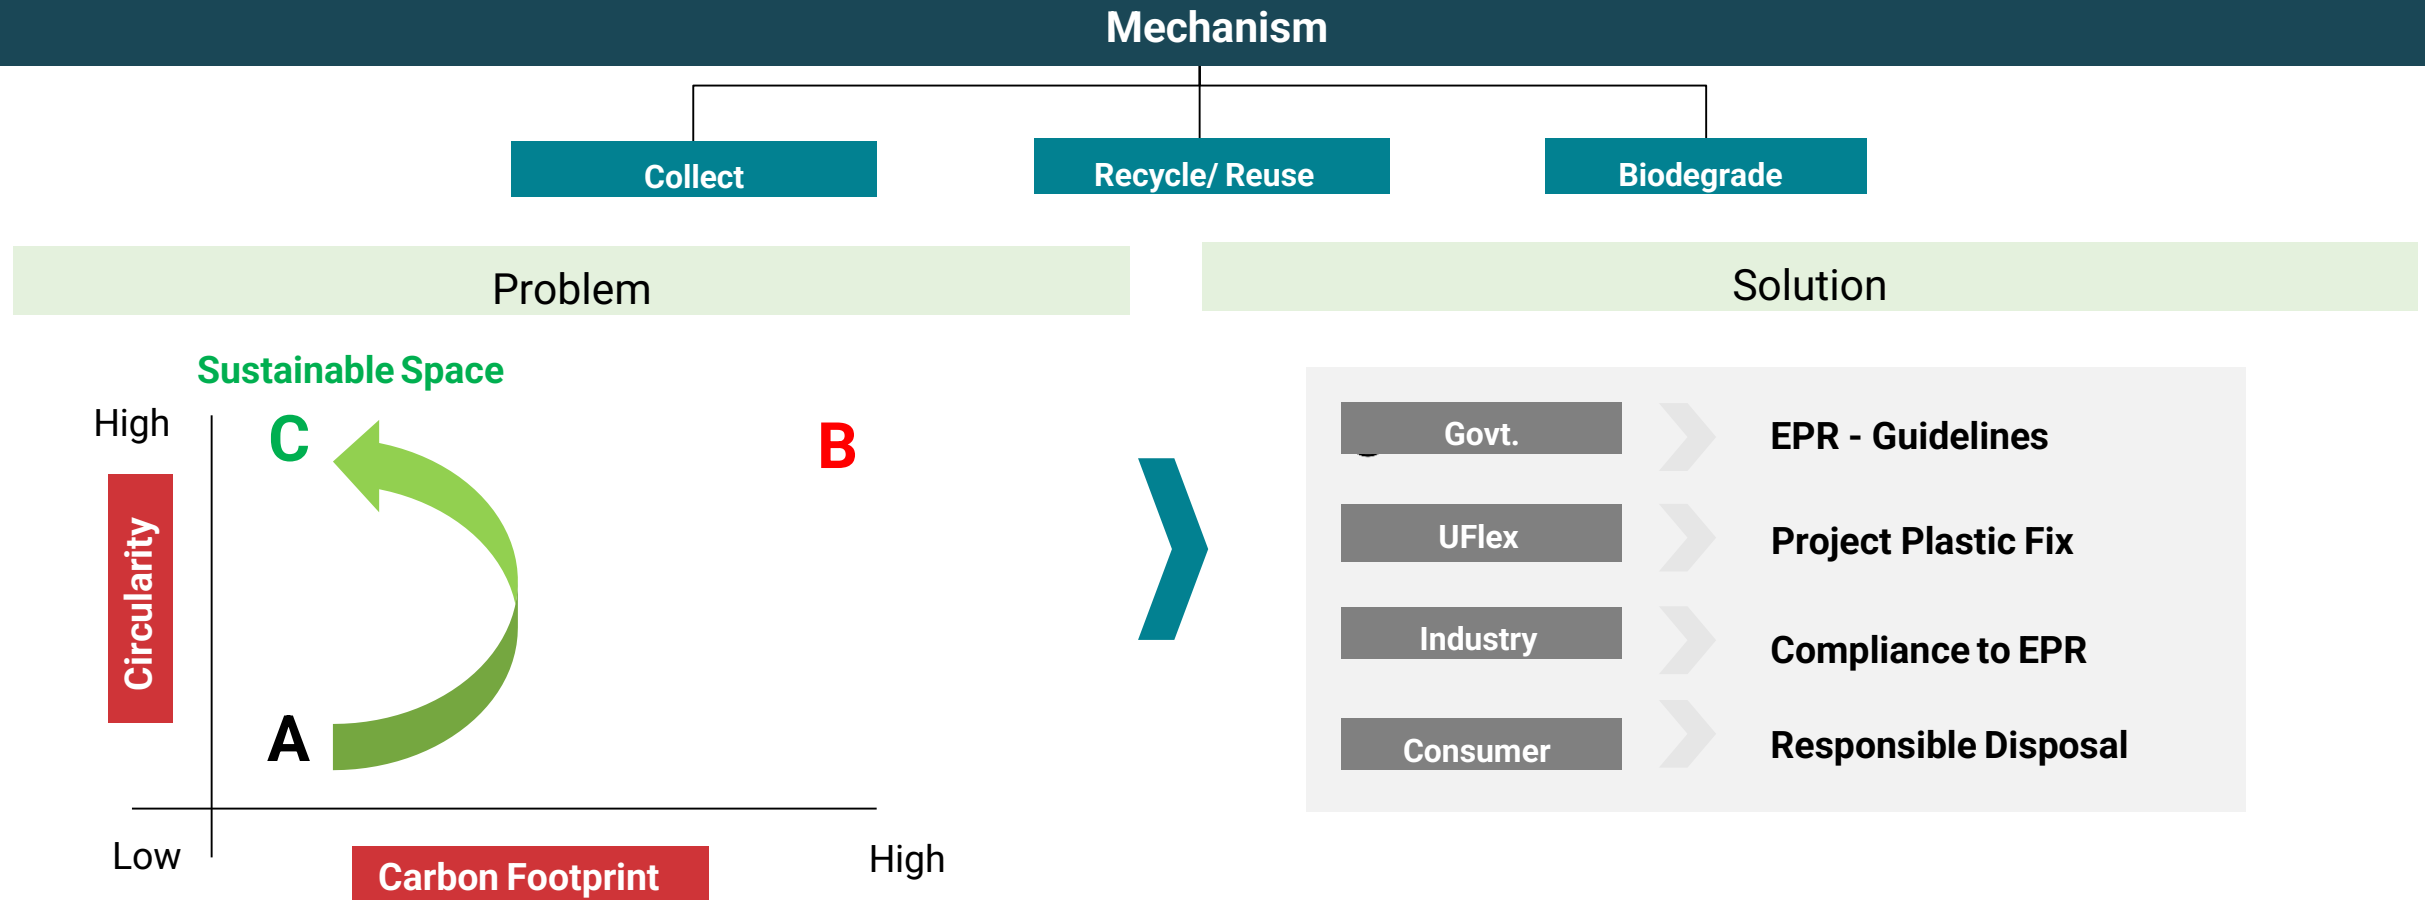 Mechanism
Collect
Recycle/ Reuse
Biodegrade
Problem
Solution
Sustainable Space
High
C
B
Circularity
A
Low
Carbon Footprint
High
Govt.
EPR - Guidelines
UFlex
Project Plastic Fix
Industry
Compliance to EPR
Consumer
Responsible Disposal